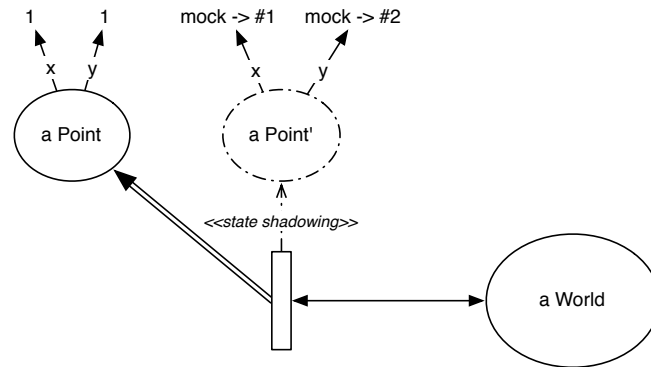 1 1 mock -> #1 mock -> #2
x y x y
a Point a Point'
<<state shadowing>>
a World